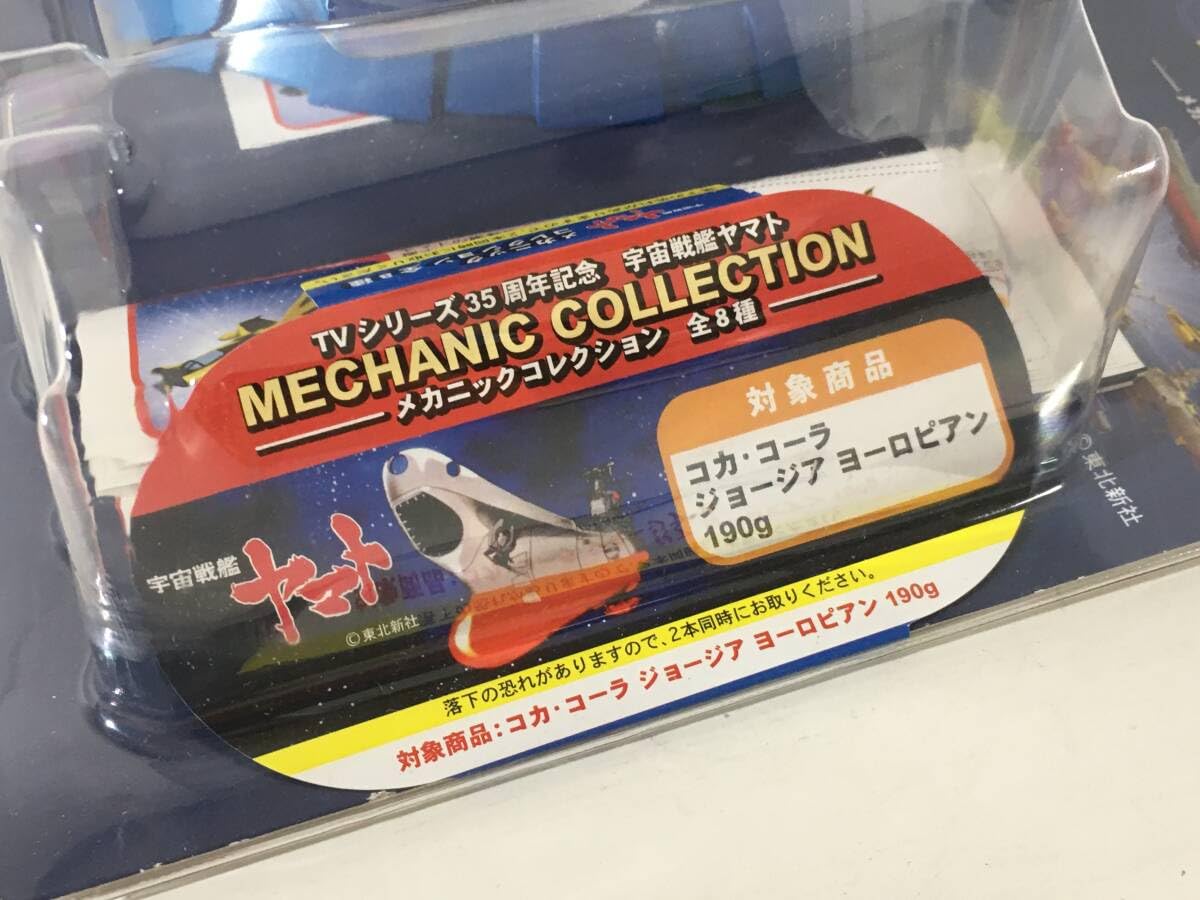 TVシリーズ35周年記念 宇宙戦艦ヤマト
MECHANIC COLLECTION
メカニックコレクション 全8種
対象商品
コカ・コーラ
ジョージア ヨーロピアン
190g
宇宙戦艦
ヤマト
©東北新社
落下の恐れがありますので、2本同時にお取りください。
対象商品:コカ・コーラ ジョージア ヨーロピアン 190g
©東北新社